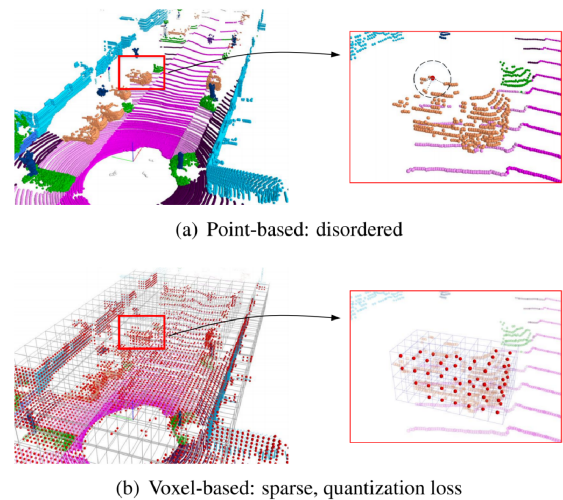 (a) Point-based: disordered
(b) Voxel-based: sparse, quantization loss